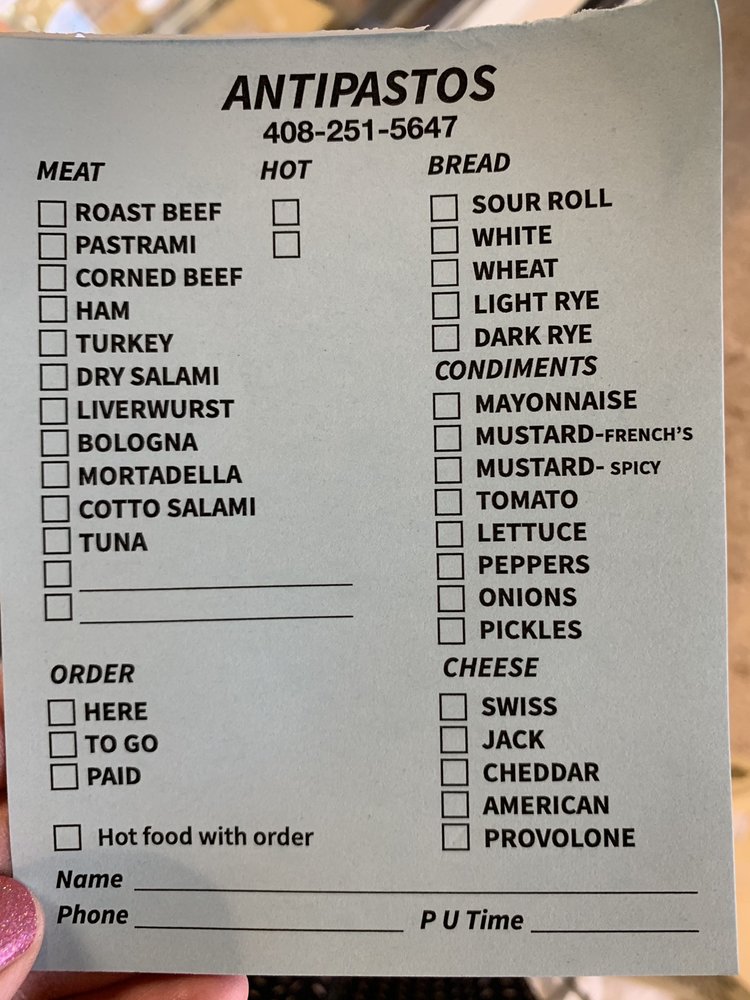 ANTIPASTOS
408-251-5647
MEAT HOT
ROAST BEEF
PASTRAMI
CORNED BEEF
HAM
TURKEY
DRY SALAMI
LIVERWURST
BOLOGNA
MORTADELLA
COTTO SALAMI
TUNA
BREAD
SOUR ROLL
WHITE
WHEAT
LIGHT RYE
DARK RYE
CONDIMENTS
MAYONNAISE
MUSTARD-FRENCH'S
MUSTARD- SPICY
TOMATO
LETTUCE
PEPPERS
ONIONS
PICKLES
ORDER
HERE
TO GO
PAID
Hot food with order
CHEESE
SWISS
JACK
CHEDDAR
AMERICAN
PROVOLONE
Name
Phone P U Time